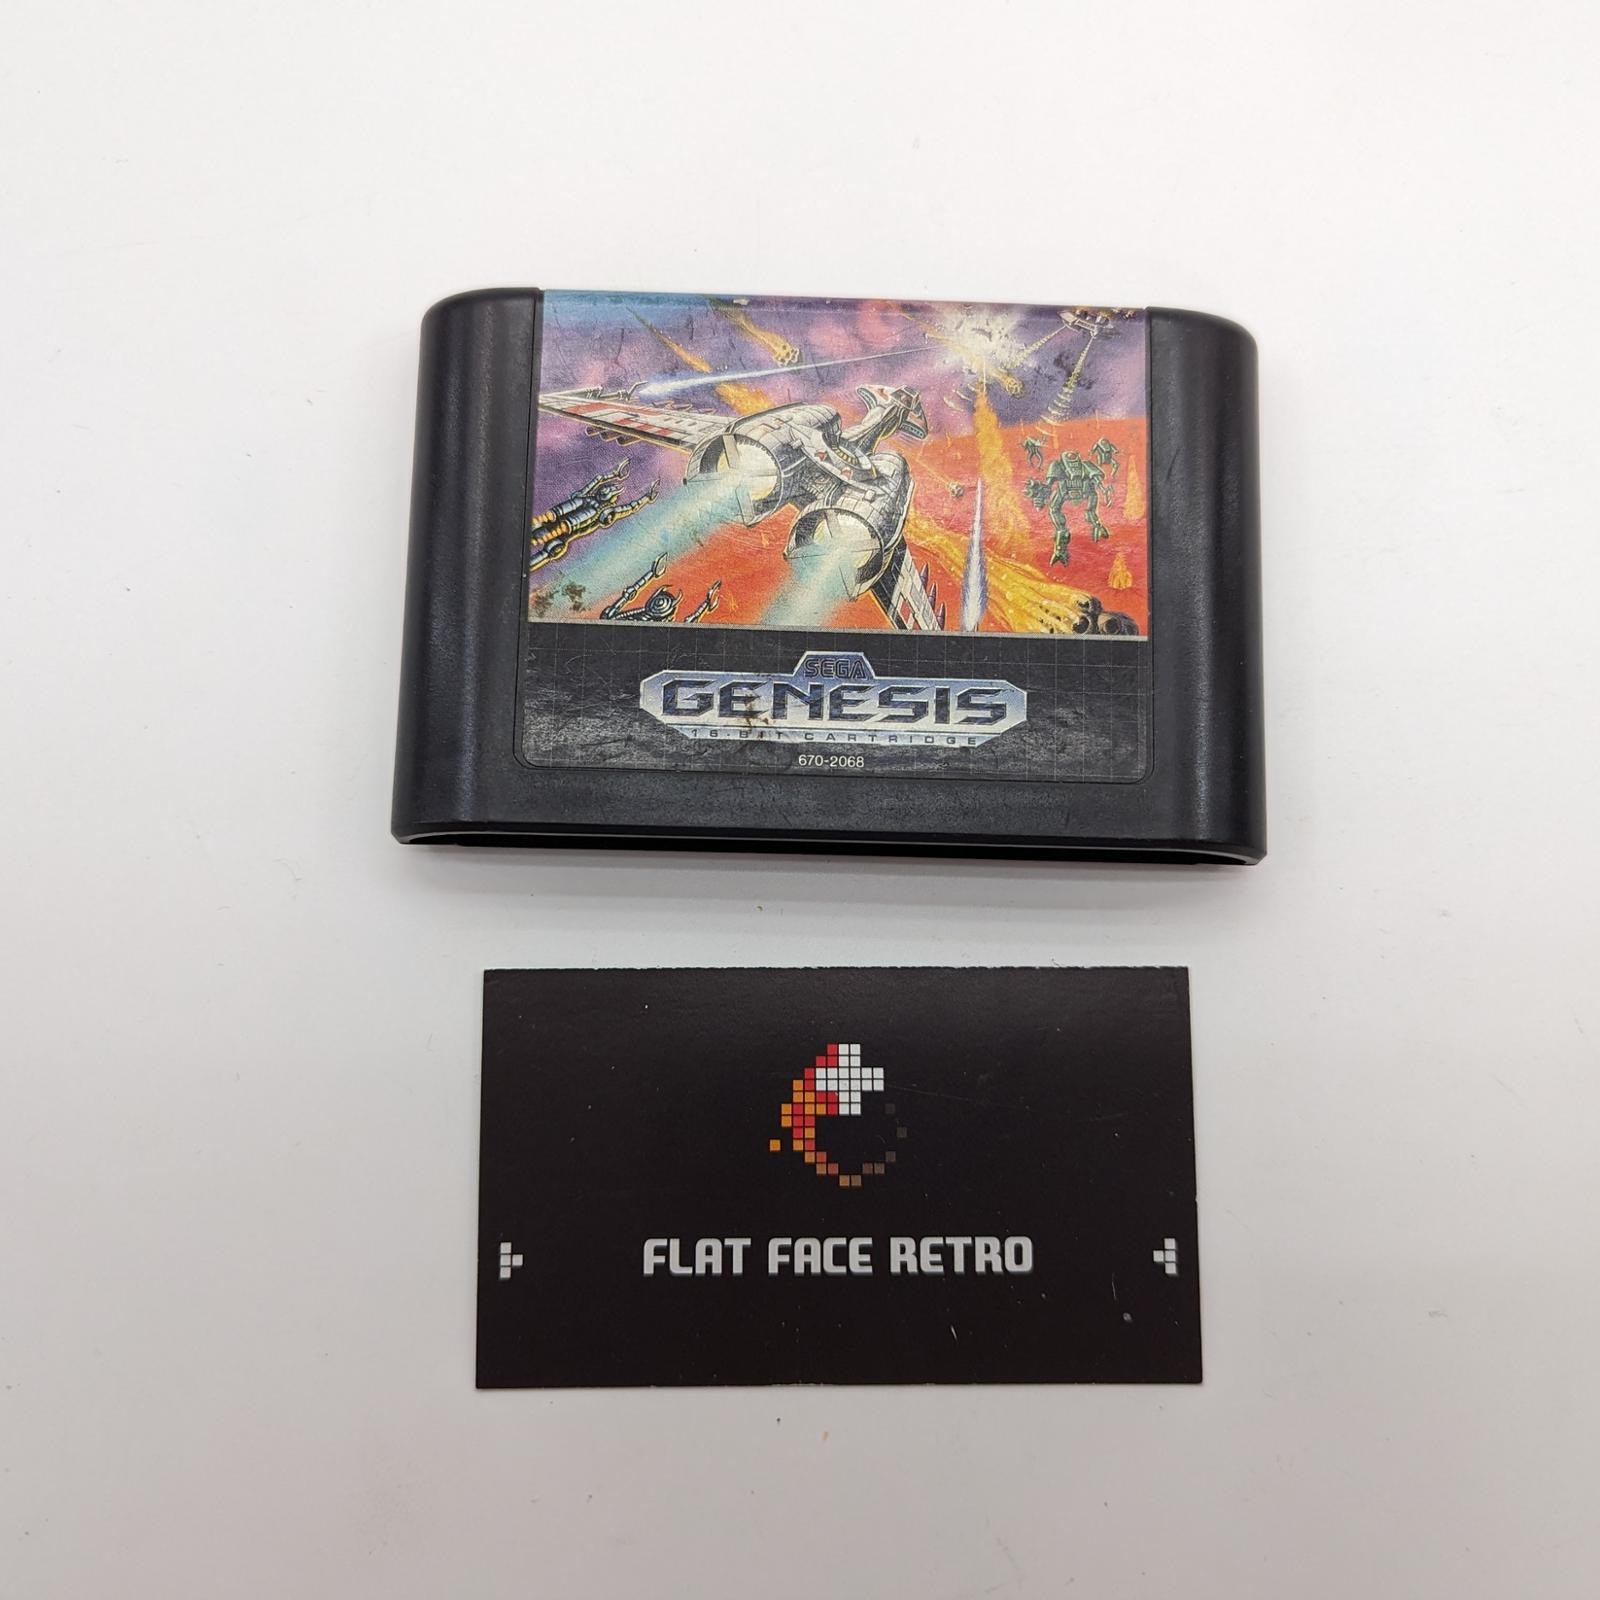 SEGA
GENESIS
16-BIT CARTRIDGE
670-2068
FLAT FACE RETRO